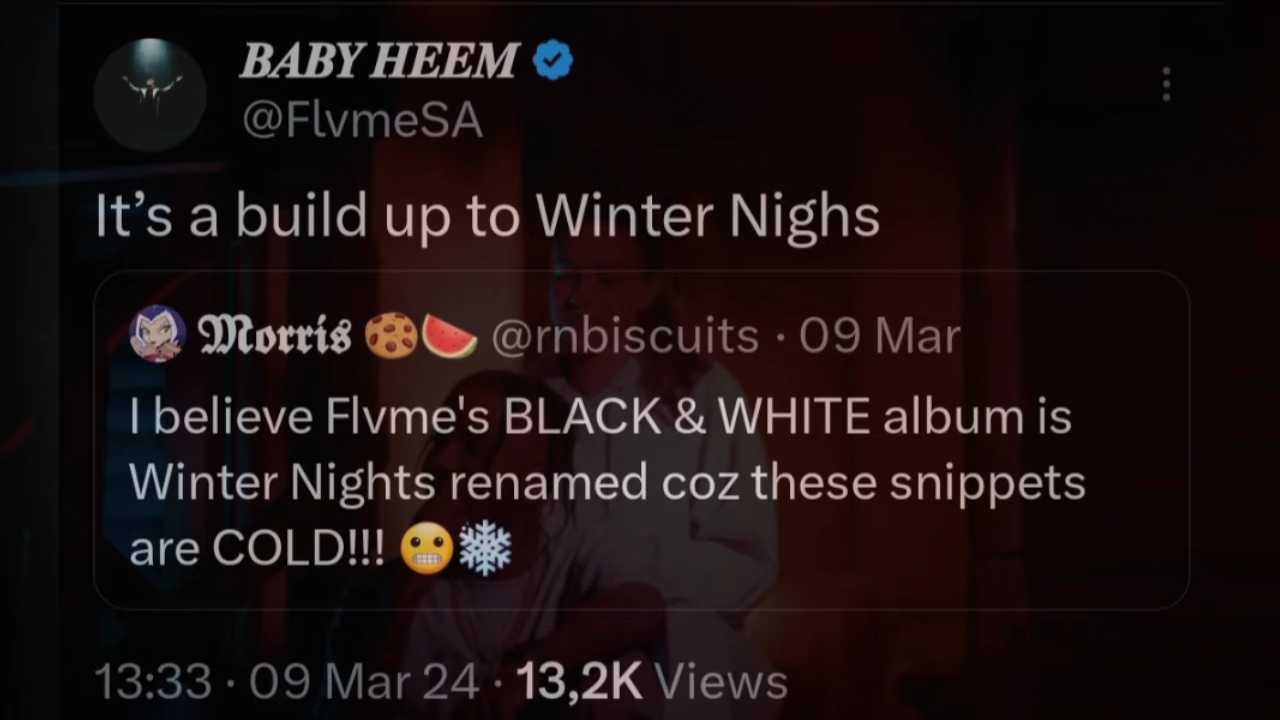 BABY HEEM
@FlvmeSA
It’s a build up to Winter Nighs
Morris 🍪🍉 @rnbiscuits · 09 Mar
I believe Flvme's BLACK & WHITE album is
Winter Nights renamed coz these snippets
are COLD!!! 😬❄️
13:33 · 09 Mar 24 · 13,2K Views